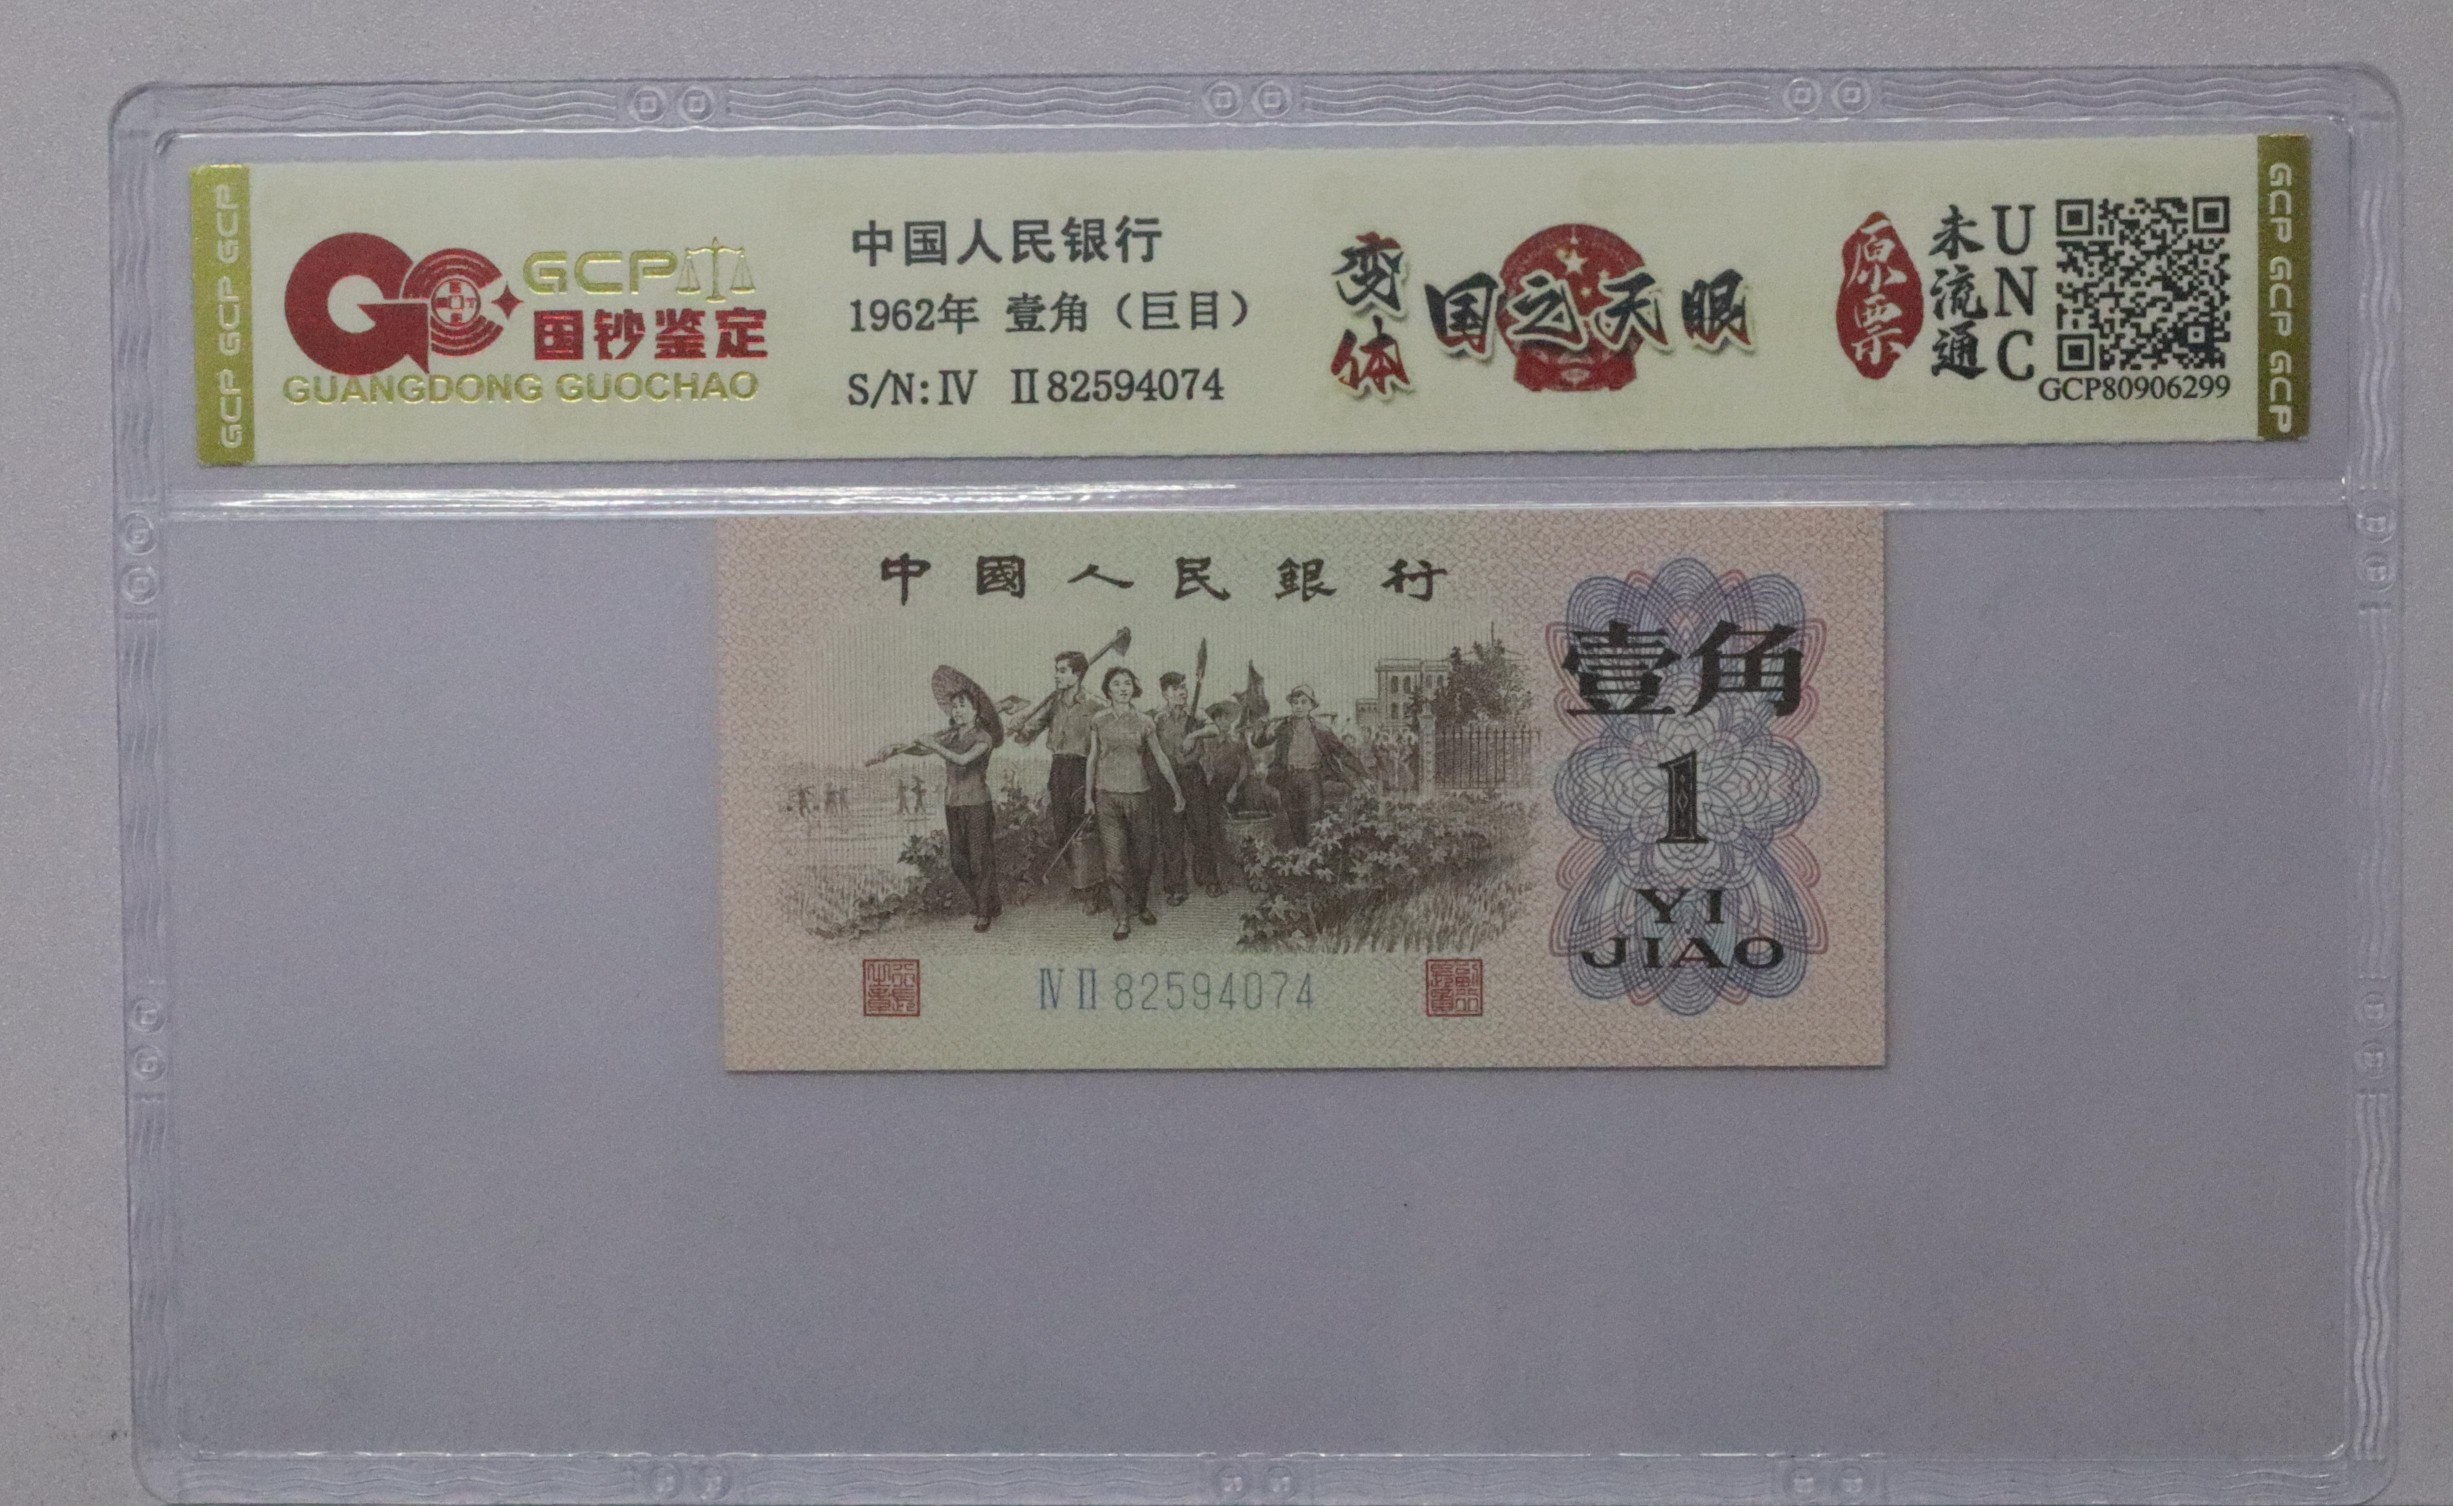 GCP GCP GCP
GCP
国钞鉴定
GUANGDONG GUOCHAO
中国人民银行
1962年 壹角（巨目）
S/N:Ⅳ Ⅱ82594074
变体
国之天眼
原票
未流通
UNC
GCP80906299
GCP GCP GCP
中國人民銀行
壹角
1
YI
JIAO
Ⅳ Ⅱ 82594074